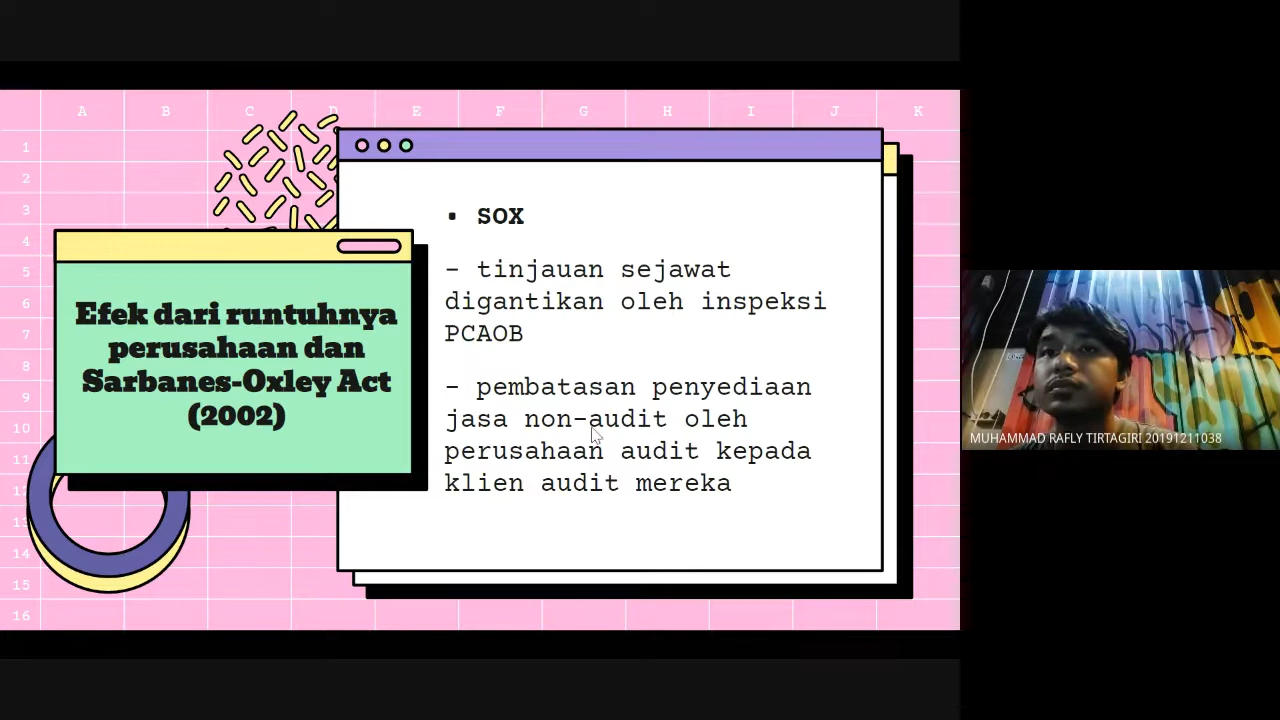 A B C D E F G H I J K
1
2
3
4
5
6
7
8
9
10
11
12
13
14
15
16
Efek dari runtuhnya
perusahaan dan
Sarbanes-Oxley Act
(2002)
• SOX
- tinjauan sejawat
digantikan oleh inspeksi
PCAOB
- pembatasan penyediaan
jasa non-audit oleh
perusahaan audit kepada
klien audit mereka
MUHAMMAD RAFLY TIRTAGIRI 20191211038